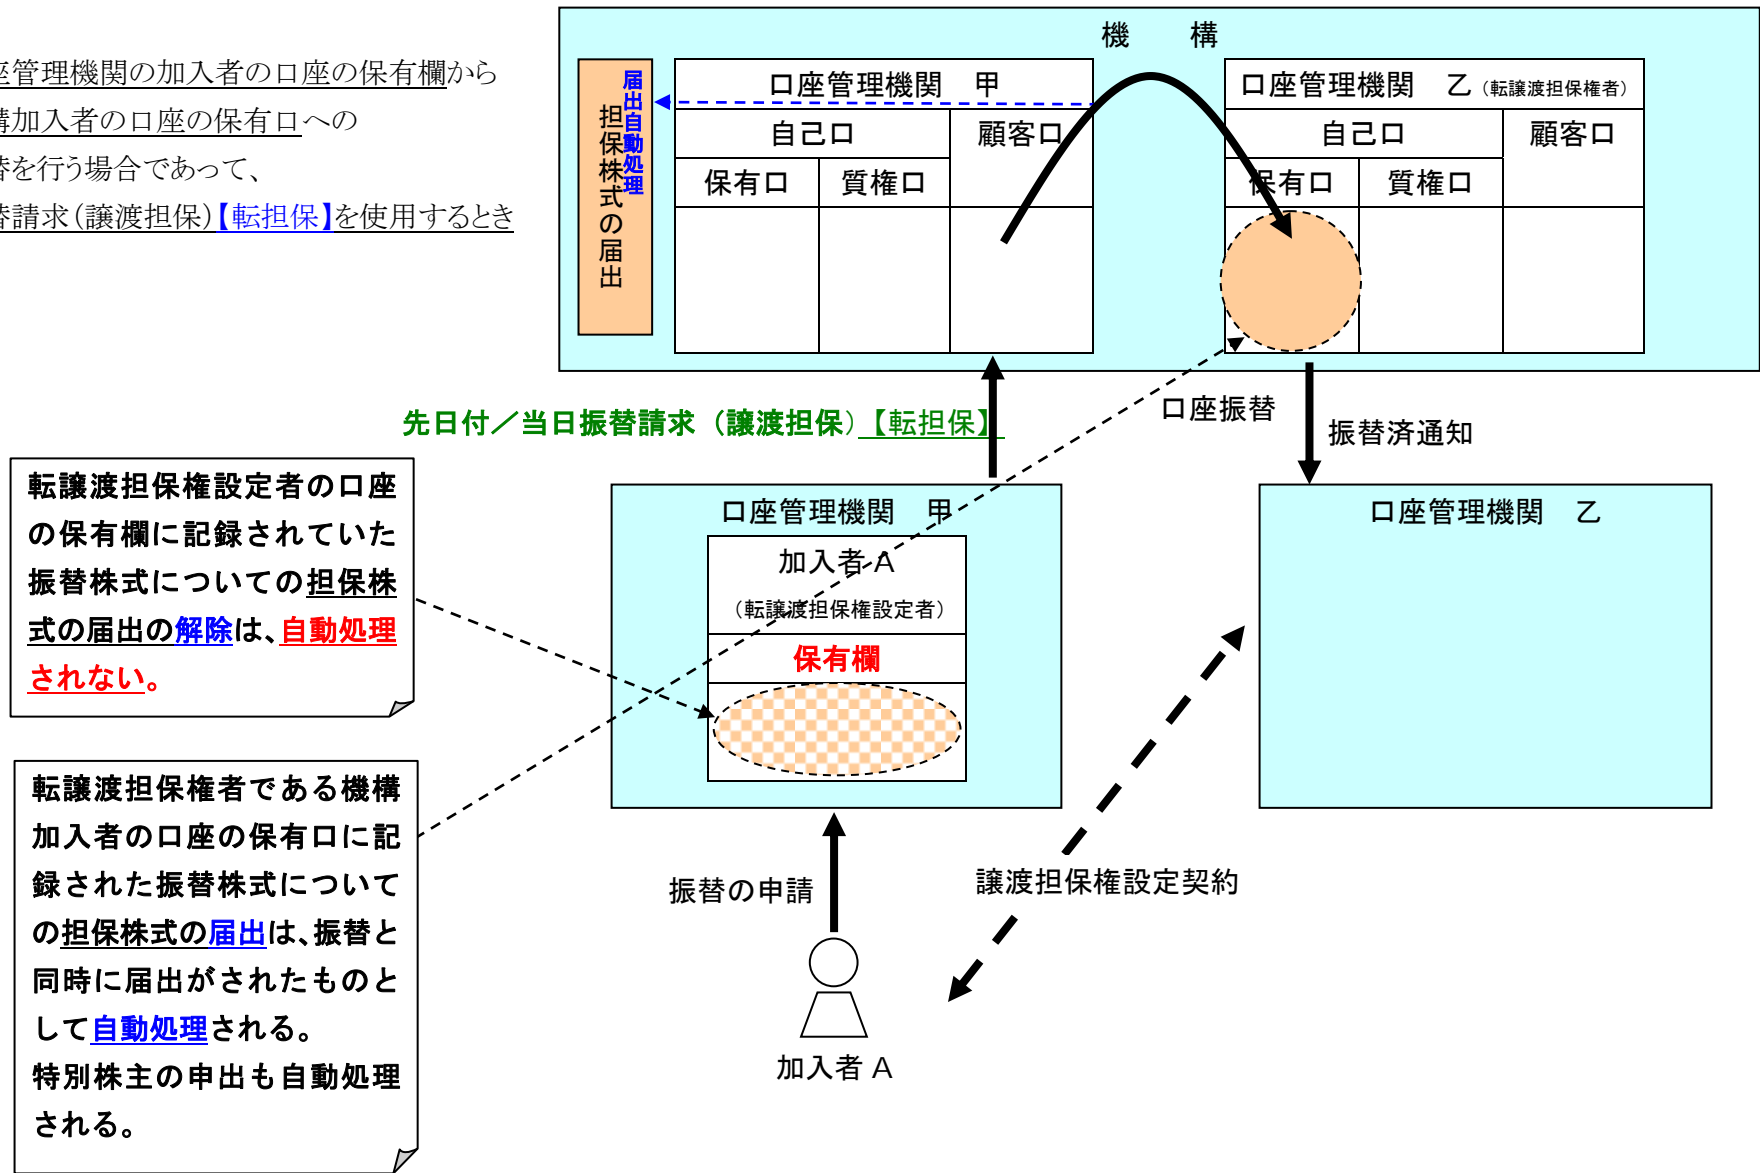 座管理機関の加入者の口座の保有欄から
構加入者の口座の保有口への
替を行う場合であって、
替請求（譲渡担保）【転担保】を使用するとき
機　構
担保株式の届出
届出自動処理
口座管理機関　甲
自己口
顧客口
保有口
質権口
口座管理機関　乙（転譲渡担保権者）
自己口
顧客口
保有口
質権口
先日付／当日振替請求（譲渡担保）【転担保】
口座振替
振替済通知
転譲渡担保権設定者の口座
の保有欄に記録されていた
振替株式についての担保株
式の届出の解除は、自動処理
されない。
口座管理機関　甲
加入者 A
（転譲渡担保権設定者）
保有欄
口座管理機関　乙
転譲渡担保権者である機構
加入者の口座の保有口に記
録された振替株式について
の担保株式の届出は、振替と
同時に届出がされたものと
して自動処理される。
特別株主の申出も自動処理
される。
振替の申請
譲渡担保権設定契約
加入者 A